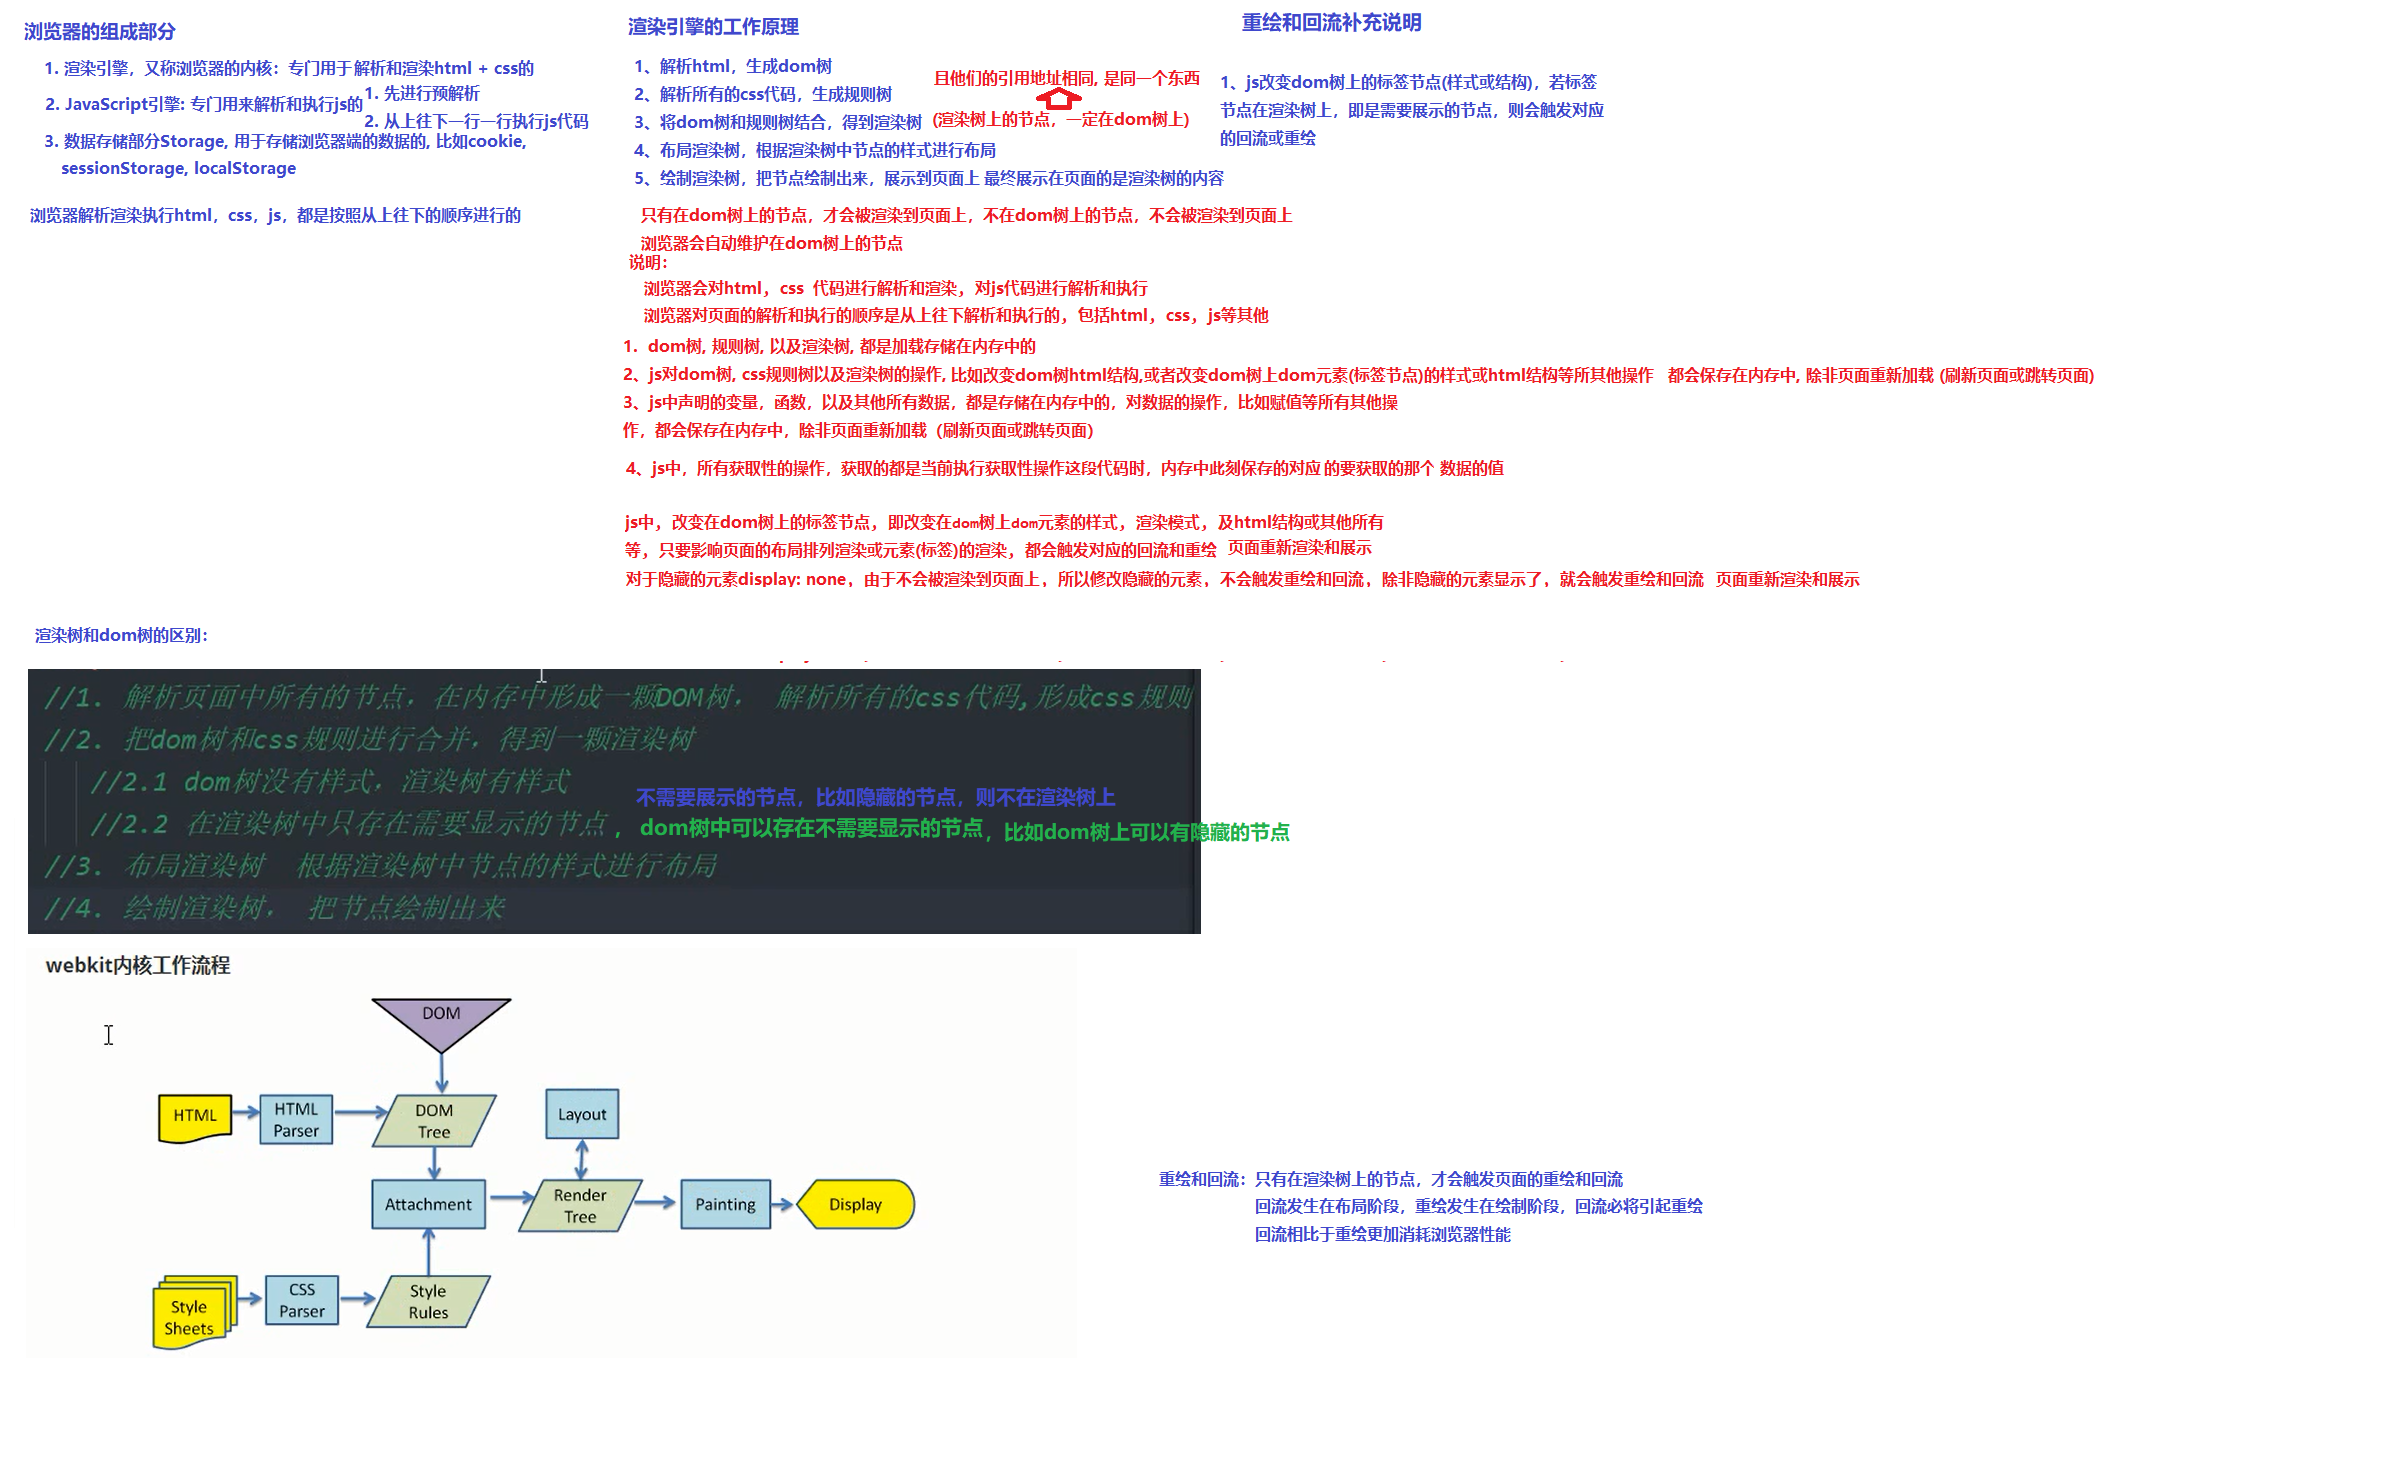 浏览器的组成部分
1. 渲染引擎，又称浏览器的内核：专门用于解析和渲染html + css的
2. JavaScript引擎: 专门用来解析和执行js的
1. 先进行预解析
2. 从上往下一行一行执行js代码
3. 数据存储部分Storage, 用于存储浏览器端的数据的, 比如cookie,
sessionStorage, localStorage
浏览器解析渲染执行html，css，js，都是按照从上往下的顺序进行的
渲染引擎的工作原理
1、解析html，生成dom树
2、解析所有的css代码，生成规则树
3、将dom树和规则树结合，得到渲染树
且他们的引用地址相同, 是同一个东西
(渲染树上的节点，一定在dom树上)
4、布局渲染树，根据渲染树中节点的样式进行布局
5、绘制渲染树，把节点绘制出来，展示到页面上 最终展示在页面的是渲染树的内容
只有在dom树上的节点，才会被渲染到页面上，不在dom树上的节点，不会被渲染到页面上
浏览器会自动维护在dom树上的节点
说明：
浏览器会对html，css 代码进行解析和渲染，对js代码进行解析和执行
浏览器对页面的解析和执行的顺序是从上往下解析和执行的，包括html，css，js等其他
1. dom树, 规则树, 以及渲染树, 都是加载存储在内存中的
2、js对dom树, css规则树以及渲染树的操作, 比如改变dom树html结构,或者改变dom树上dom元素(标签节点)的样式或html结构等所其他操作 都会保存在内存中, 除非页面重新加载 (刷新页面或跳转页面)
3、js中声明的变量，函数，以及其他所有数据，都是存储在内存中的，对数据的操作，比如赋值等所有其他操
作，都会保存在内存中，除非页面重新加载（刷新页面或跳转页面）
4、js中，所有获取性的操作，获取的都是当前执行获取性操作这段代码时，内存中此刻保存的对应 的要获取的那个 数据的值
js中，改变在dom树上的标签节点，即改变在dom树上dom元素的样式，渲染模式，及html结构或其他所有
等，只要影响页面的布局排列渲染或元素(标签)的渲染，都会触发对应的回流和重绘 页面重新渲染和展示
对于隐藏的元素display: none，由于不会被渲染到页面上，所以修改隐藏的元素，不会触发重绘和回流，除非隐藏的元素显示了，就会触发重绘和回流 页面重新渲染和展示
重绘和回流补充说明
1、js改变dom树上的标签节点(样式或结构)，若标签
节点在渲染树上，即是需要展示的节点，则会触发对应
的回流或重绘
渲染树和dom树的区别：
//1. 解析页面中所有的节点，在内存中形成一颗DOM树， 解析所有的css代码,形成css规则
//2. 把dom树和css规则进行合并，得到一颗渲染树
//2.1 dom树没有样式，渲染树有样式
不需要展示的节点，比如隐藏的节点，则不在渲染树上
//2.2 在渲染树中只存在需要显示的节点，dom树中可以存在不需要显示的节点，比如dom树上可以有隐藏的节点
//3. 布局渲染树 根据渲染树中节点的样式进行布局
//4. 绘制渲染树， 把节点绘制出来
webkit内核工作流程
DOM
HTML
HTML
Parser
DOM
Tree
Layout
Attachment
Render
Tree
Painting
Display
Style
Sheets
CSS
Parser
Style
Rules
重绘和回流：只有在渲染树上的节点，才会触发页面的重绘和回流
回流发生在布局阶段，重绘发生在绘制阶段，回流必将引起重绘
回流相比于重绘更加消耗浏览器性能